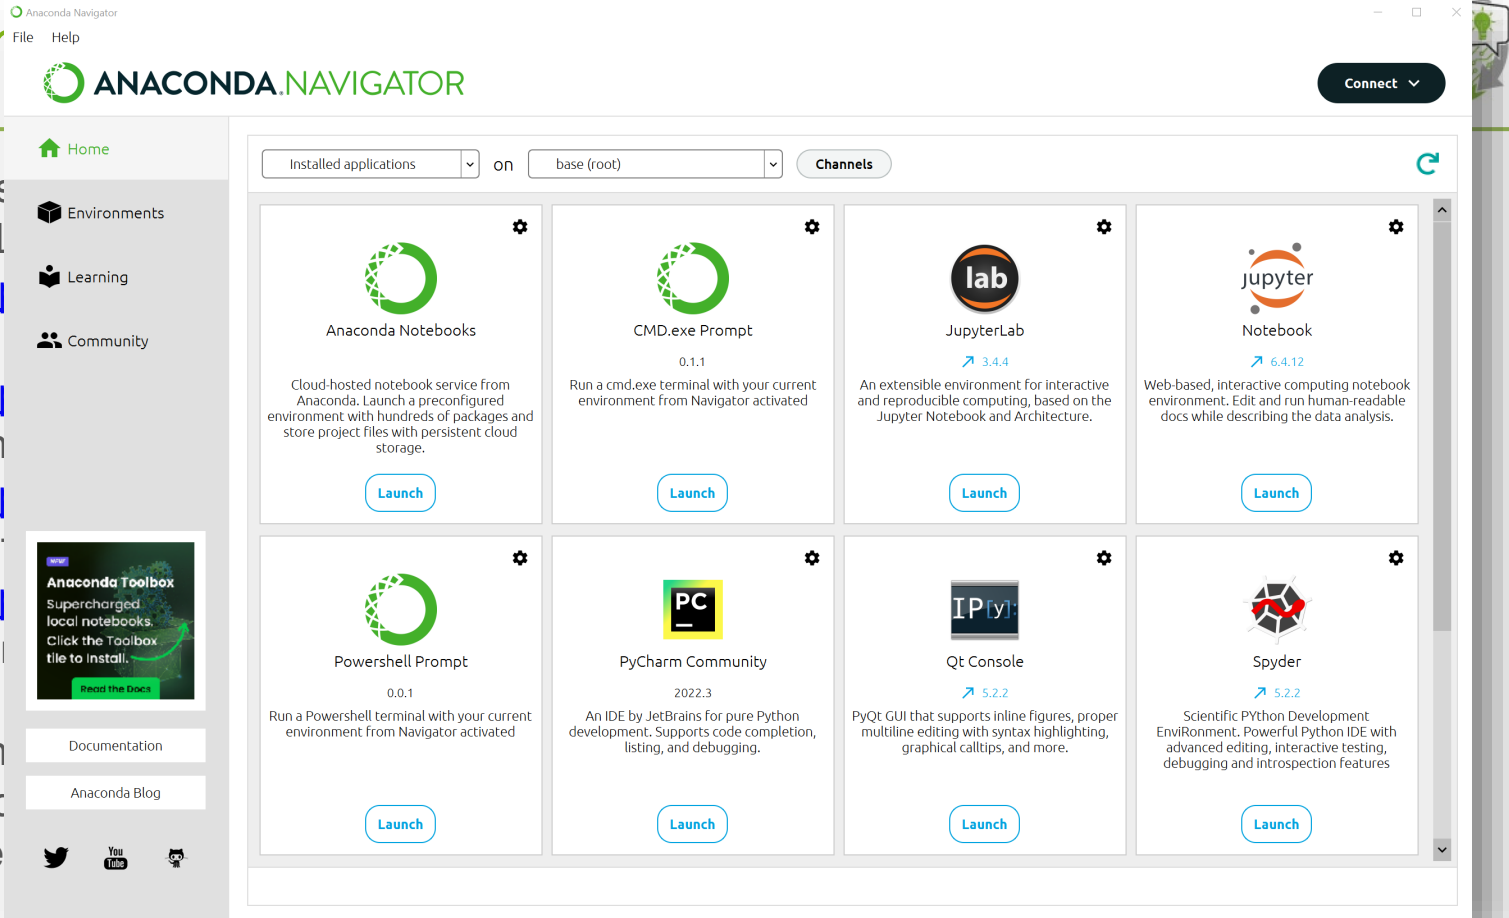 Anaconda Navigator
File Help
ANACONDA.NAVIGATOR
Connect
Home
Environments
Learning
Community
Installed applications on base (root) Channels
Anaconda Notebooks
Cloud-hosted notebook service from
Anaconda. Launch a preconfigured
environment with hundreds of packages and
store project files with persistent cloud
storage.
Launch
CMD.exe Prompt
0.1.1
Run a cmd.exe terminal with your current
environment from Navigator activated
Launch
lab
JupyterLab
3.4.4
An extensible environment for interactive
and reproducible computing, based on the
Jupyter Notebook and Architecture.
Launch
jupyter
Notebook
6.4.12
Web-based, interactive computing notebook
environment. Edit and run human-readable
docs while describing the data analysis.
Launch
Powershell Prompt
0.0.1
Run a Powershell terminal with your current
environment from Navigator activated
Launch
PC
PyCharm Community
2022.3
An IDE by JetBrains for pure Python
development. Supports code completion,
listing, and debugging.
Launch
IP[y]:
Qt Console
5.2.2
PyQt GUI that supports inline figures, proper
multiline editing with syntax highlighting,
graphical calltips, and more.
Launch
Spyder
5.2.2
Scientific PYthon Development
EnviRonment. Powerful Python IDE with
advanced editing, interactive testing,
debugging and introspection features
Launch
NEW
Anaconda Toolbox
Supercharged
local notebooks.
Click the Toolbox
tile to Install.
Read the Docs
Documentation
Anaconda Blog
You
Tube